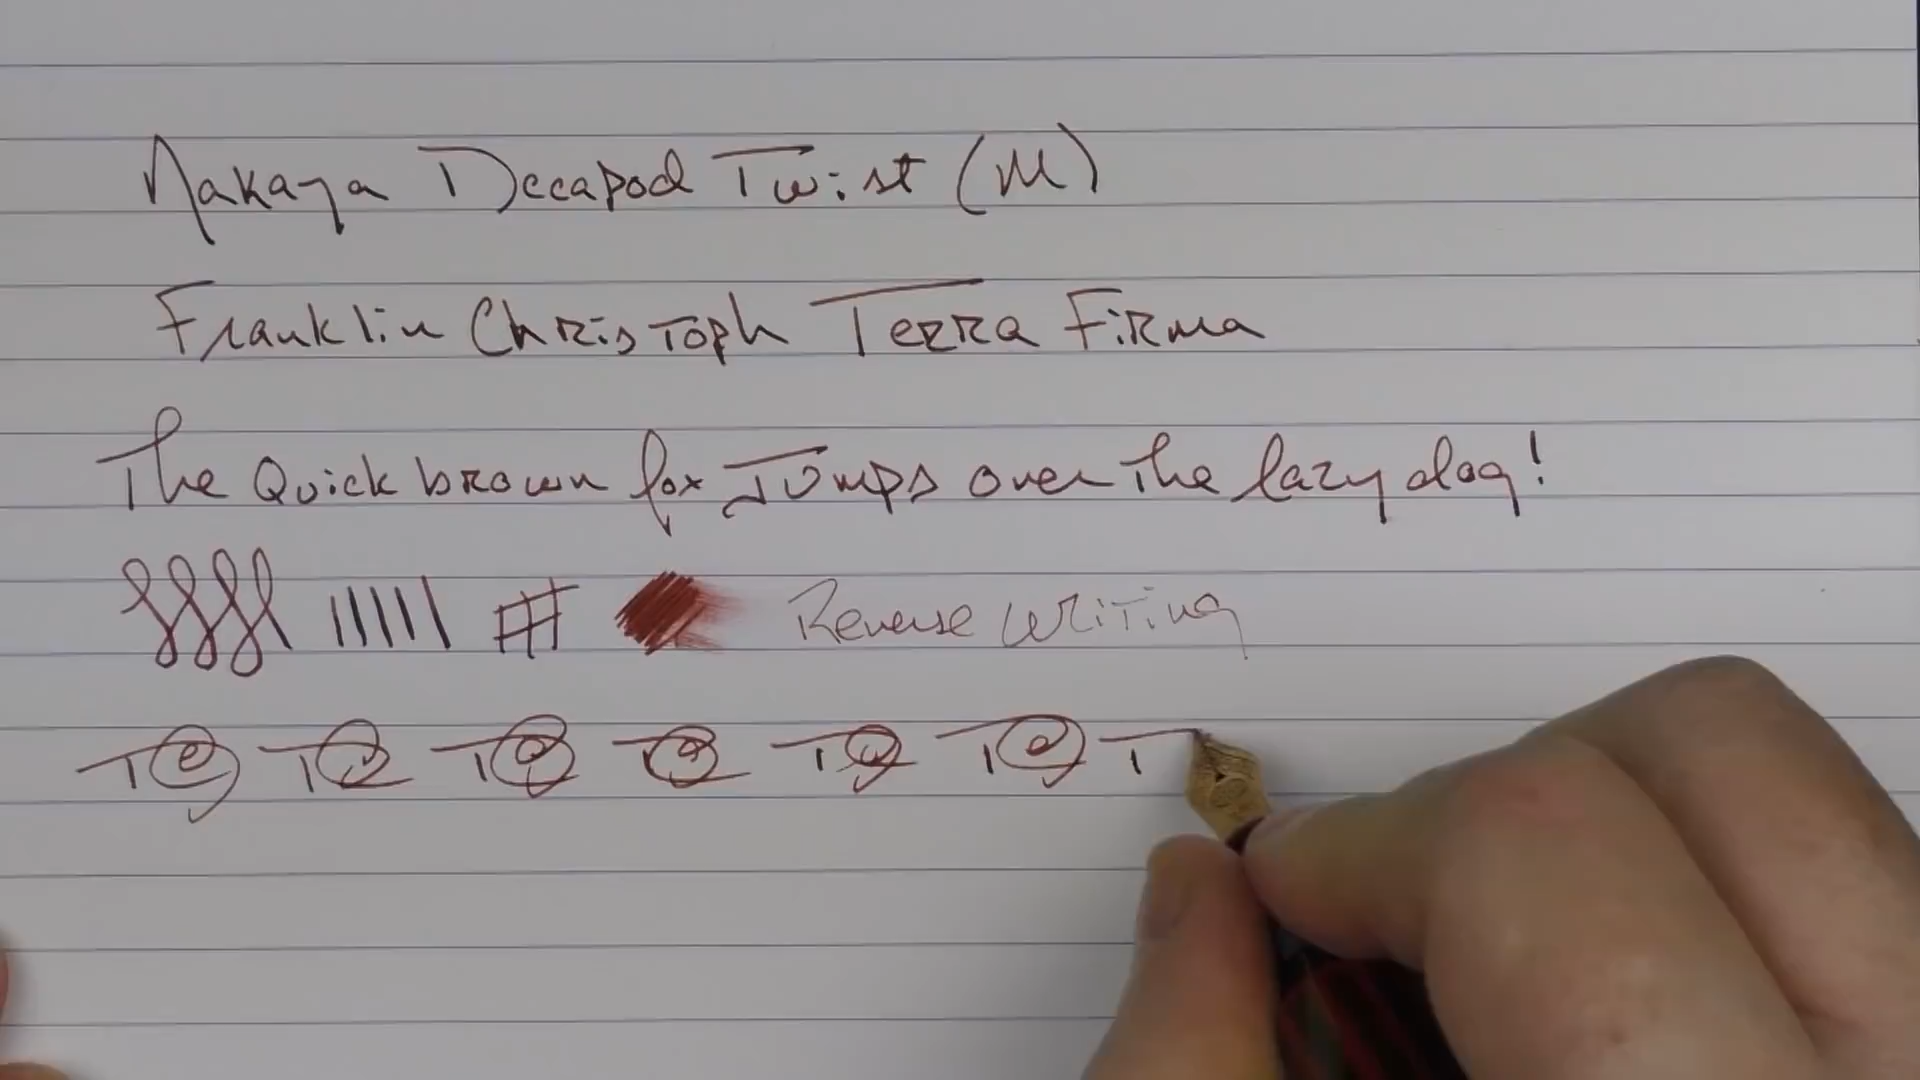 Nakaya Decapod Twist (M)
Franklin Christoph Terra Firma
The Quick brown fox Jumps over The lazy dog!
Reverse Writing